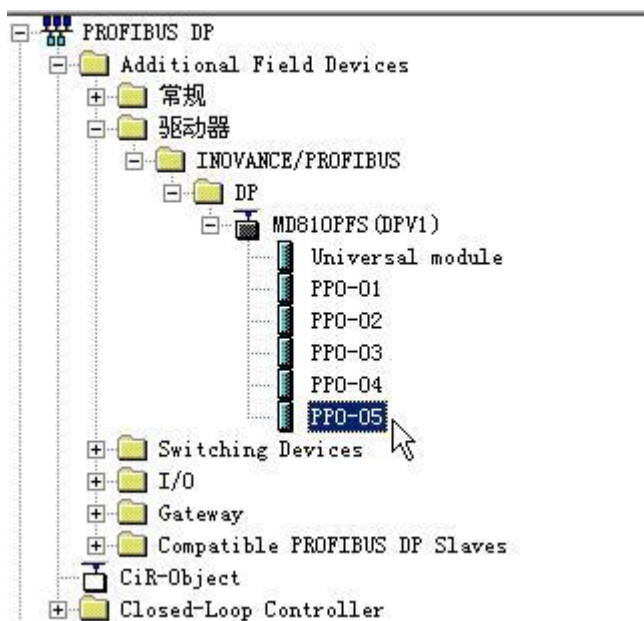 PROFIBUS DP
Additional Field Devices
常规
驱动器
INOVANCE/PROFIBUS
DP
MD810PFS(DPV1)
Universal module
PPO-01
PPO-02
PPO-03
PPO-04
PPO-05
Switching Devices
I/O
Gateway
Compatible PROFIBUS DP Slaves
CiR-Object
Closed-Loop Controller